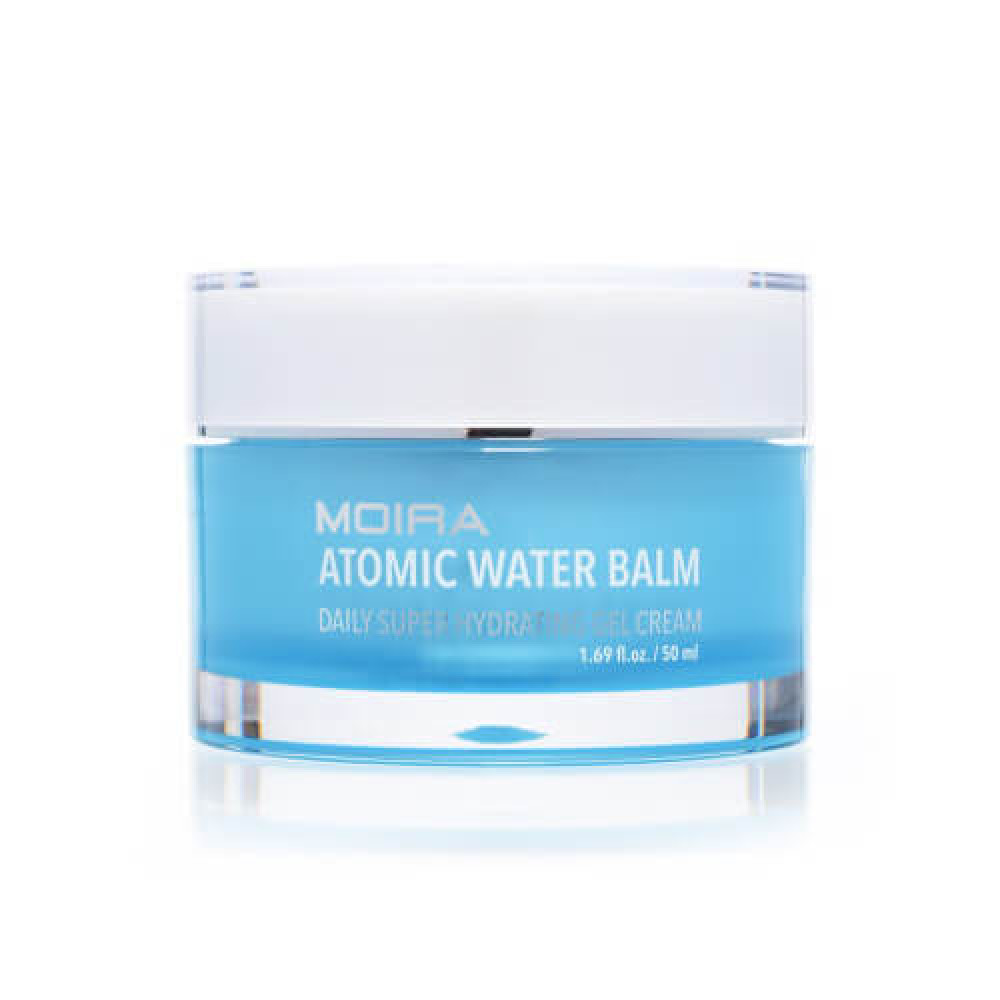 MOIRA
ATOMIC WATER BALM
DAILY SUPER HYDRATING GEL CREAM
1.69 fl.oz. / 50 ml